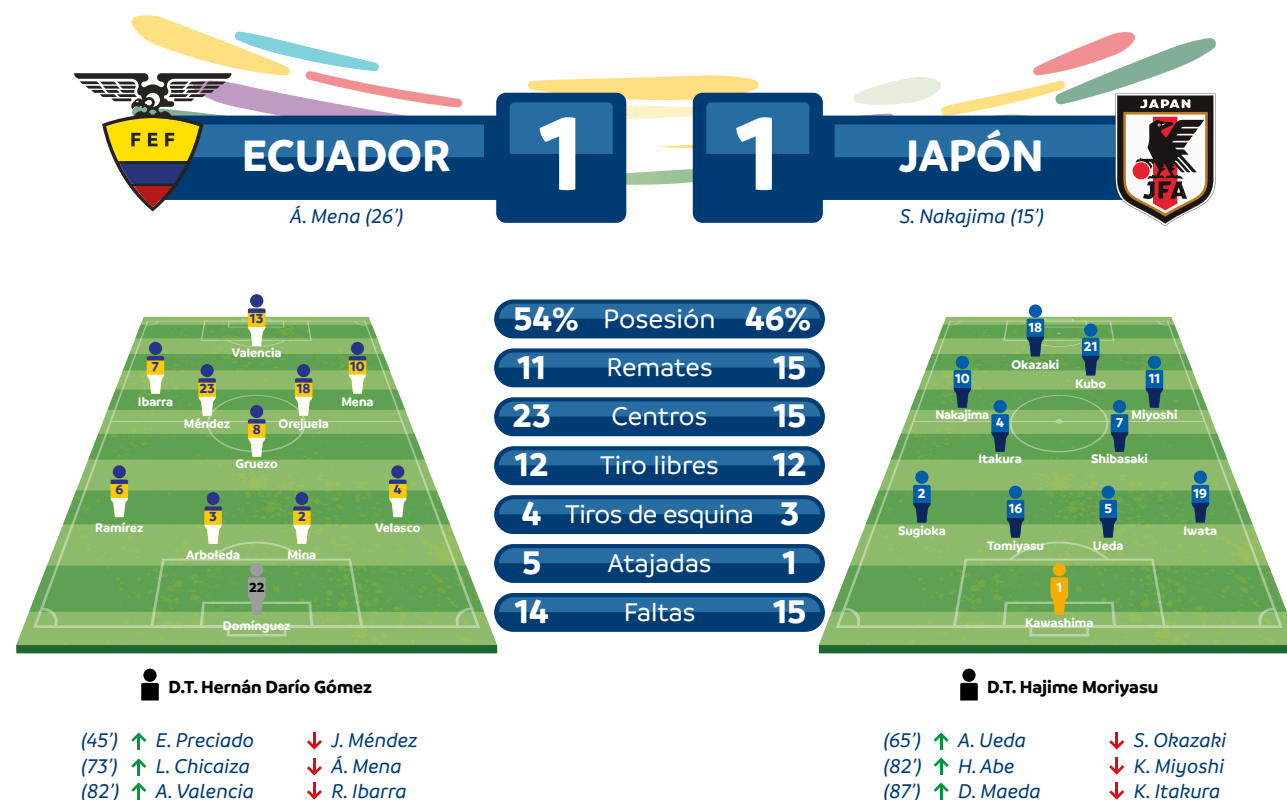 JAPAN
FEF
ECUADOR 1 1 JAPÓN
JFA
Á. Mena (26’) S. Nakajima (15’)
54% Posesión 46%
11 Remates 15
23 Centros 15
12 Tiro libres 12
4 Tiros de esquina 3
5 Atajadas 1
14 Faltas 15
13
Valencia
7
Ibarra
10
Mena
23
Méndez
18
Orejuela
8
Gruezo
6
Ramírez
4
Velasco
3
Arboleda
2
Mina
22
Domínguez
18
Okazaki
21
Kubo
10
Nakajima
11
Miyoshi
4
Itakura
7
Shibasaki
2
Sugioka
19
Iwata
16
Tomiyasu
5
Ueda
1
Kawashima
D.T. Hernán Darío Gómez
(45’) E. Preciado J. Méndez
(73’) L. Chicaiza Á. Mena
(82’) A. Valencia R. Ibarra
D.T. Hajime Moriyasu
(65’) A. Ueda S. Okazaki
(82’) H. Abe K. Miyoshi
(87’) D. Maeda K. Itakura